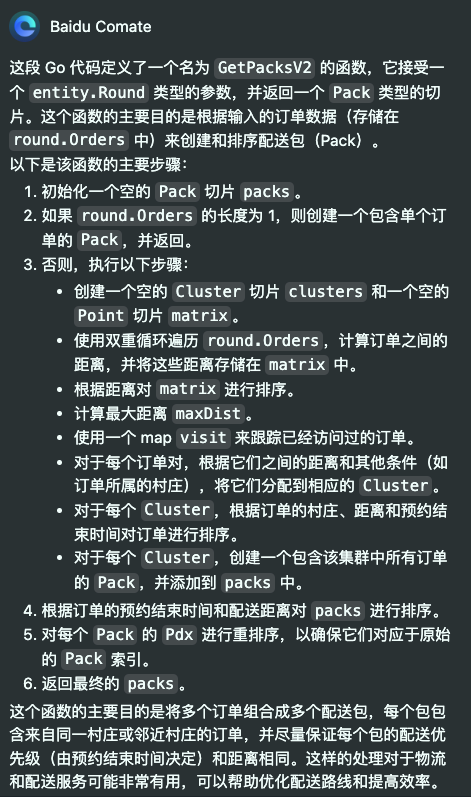 Baidu Comate
这段 Go 代码定义了一个名为 GetPacksV2 的函数，它接受一
个 entity.Round 类型的参数，并返回一个 Pack 类型的切
片。这个函数的主要目的是根据输入的订单数据（存储在
round.Orders 中）来创建和排序配送包（Pack）。
以下是该函数的主要步骤：
1. 初始化一个空的 Pack 切片 packs。
2. 如果 round.Orders 的长度为 1，则创建一个包含单个订
单的 Pack，并返回。
3. 否则，执行以下步骤：
• 创建一个空的 Cluster 切片 clusters 和一个空的
Point 切片 matrix。
• 使用双重循环遍历 round.Orders，计算订单之间的
距离，并将这些距离存储在 matrix 中。
• 根据距离对 matrix 进行排序。
• 计算最大距离 maxDist。
• 使用一个 map visit 来跟踪已经访问过的订单。
• 对于每个订单对，根据它们之间的距离和其他条件（如
订单所属的村庄），将它们分配到相应的 Cluster。
• 对于每个 Cluster，根据订单的村庄、距离和预约结
束时间对订单进行排序。
• 对于每个 Cluster，创建一个包含该集群中所有订单
的 Pack，并添加到 packs 中。
4. 根据订单的预约结束时间和配送距离对 packs 进行排序。
5. 对每个 Pack 的 Pdx 进行重排序，以确保它们对应于原始
的 Pack 索引。
6. 返回最终的 packs。
这个函数的主要目的是将多个订单组合成多个配送包，每个包包
含来自同一村庄或邻近村庄的订单，并尽量保证每个包的配送优
先级（由预约结束时间决定）和距离相同。这样的处理对于物流
和配送服务可能非常有用，可以帮助优化配送路线和提高效率。